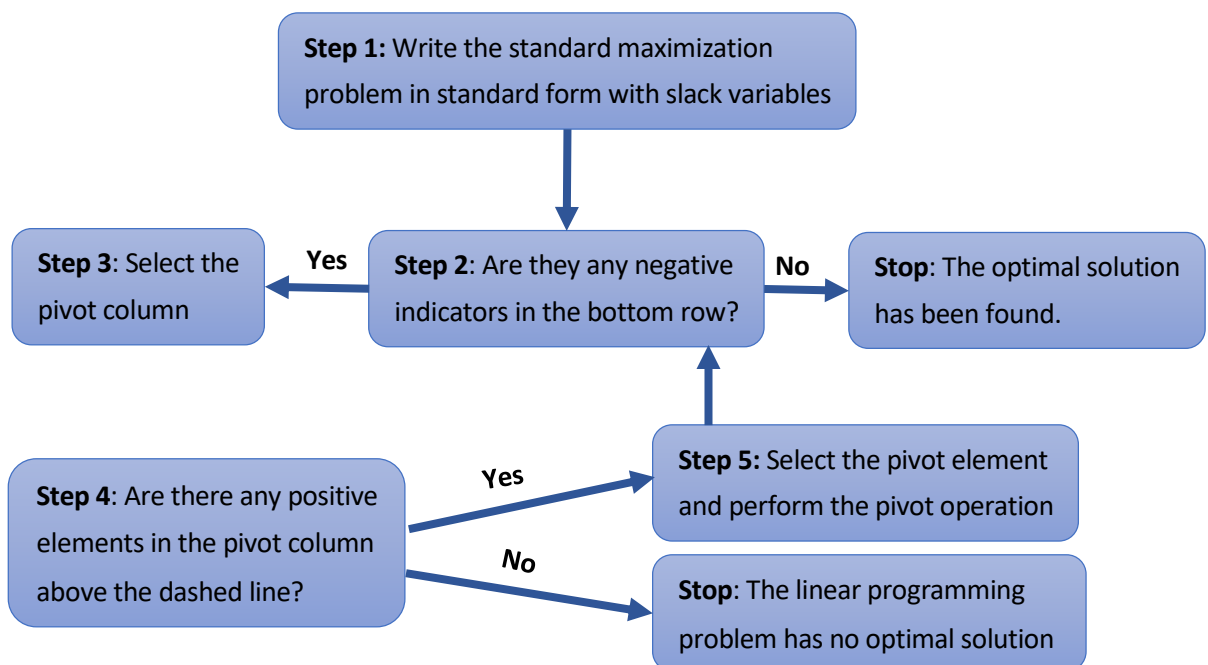 Step 1: Write the standard maximization
problem in standard form with slack variables
Step 3: Select the
pivot column
Yes
Step 2: Are they any negative
indicators in the bottom row?
No
Stop: The optimal solution
has been found.
Step 4: Are there any positive
elements in the pivot column
above the dashed line?
Yes
Step 5: Select the pivot element
and perform the pivot operation
No
Stop: The linear programming
problem has no optimal solution